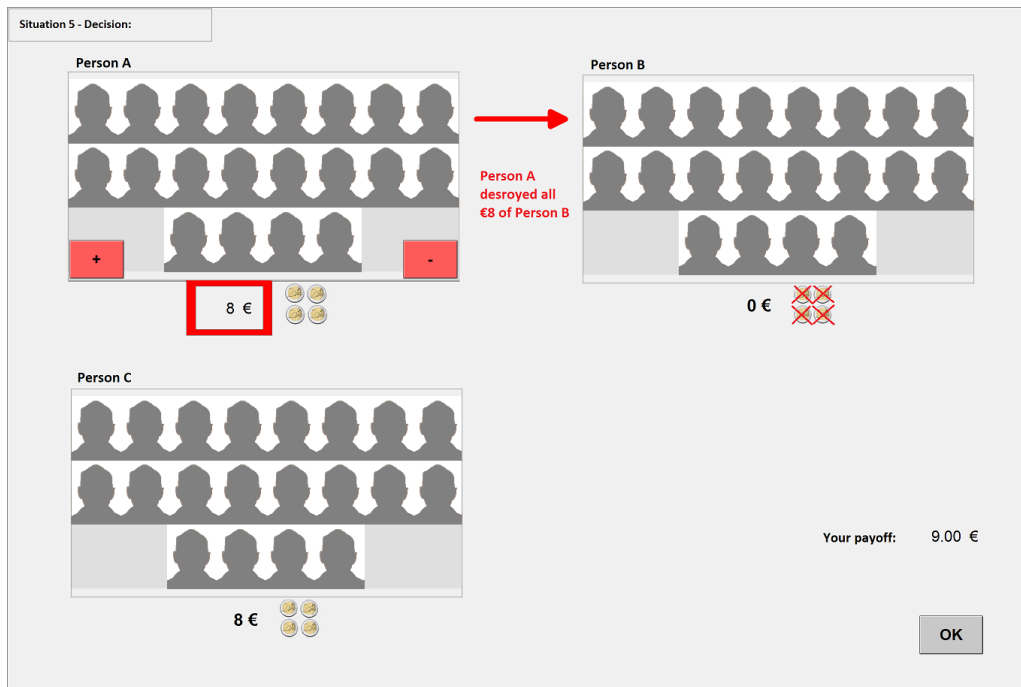 Situation 5 - Decision:
Person A
Person B
Person A
desroyed all
€8 of Person B
+
-
8 €
0 €
Person C
Your payoff: 9.00 €
8 €
OK